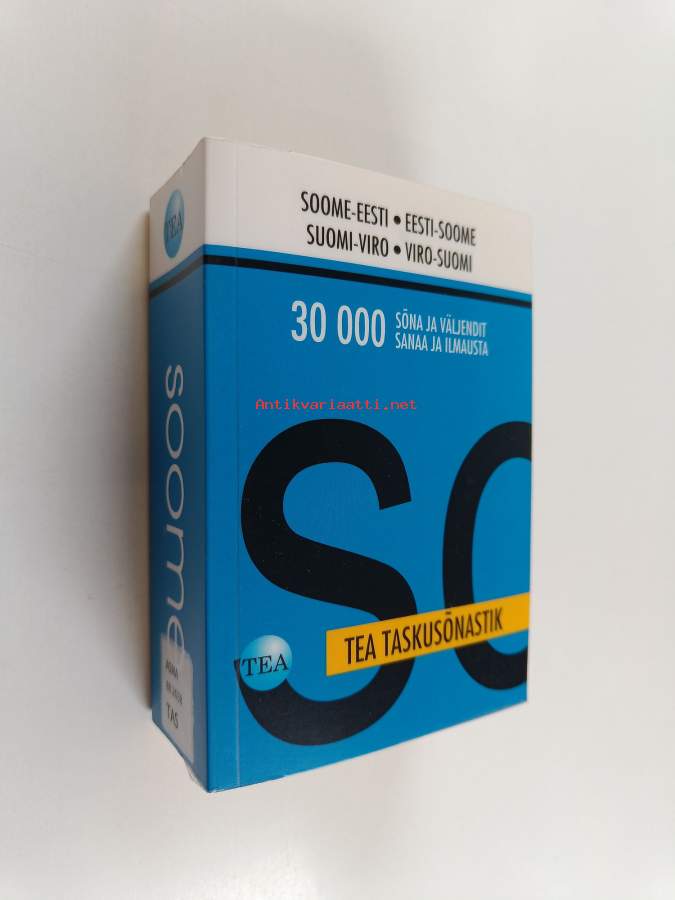 TEA
soome
SOOME-EESTI • EESTI-SOOME
SUOMI-VIRO • VIRO-SUOMI
30 000 SÕNA JA VÄLJENDIT
SANAA JA ILMAUSTA
Antikvariaatti.net
SO
TEA TASKUSÕNASTIK
TEA
TAS